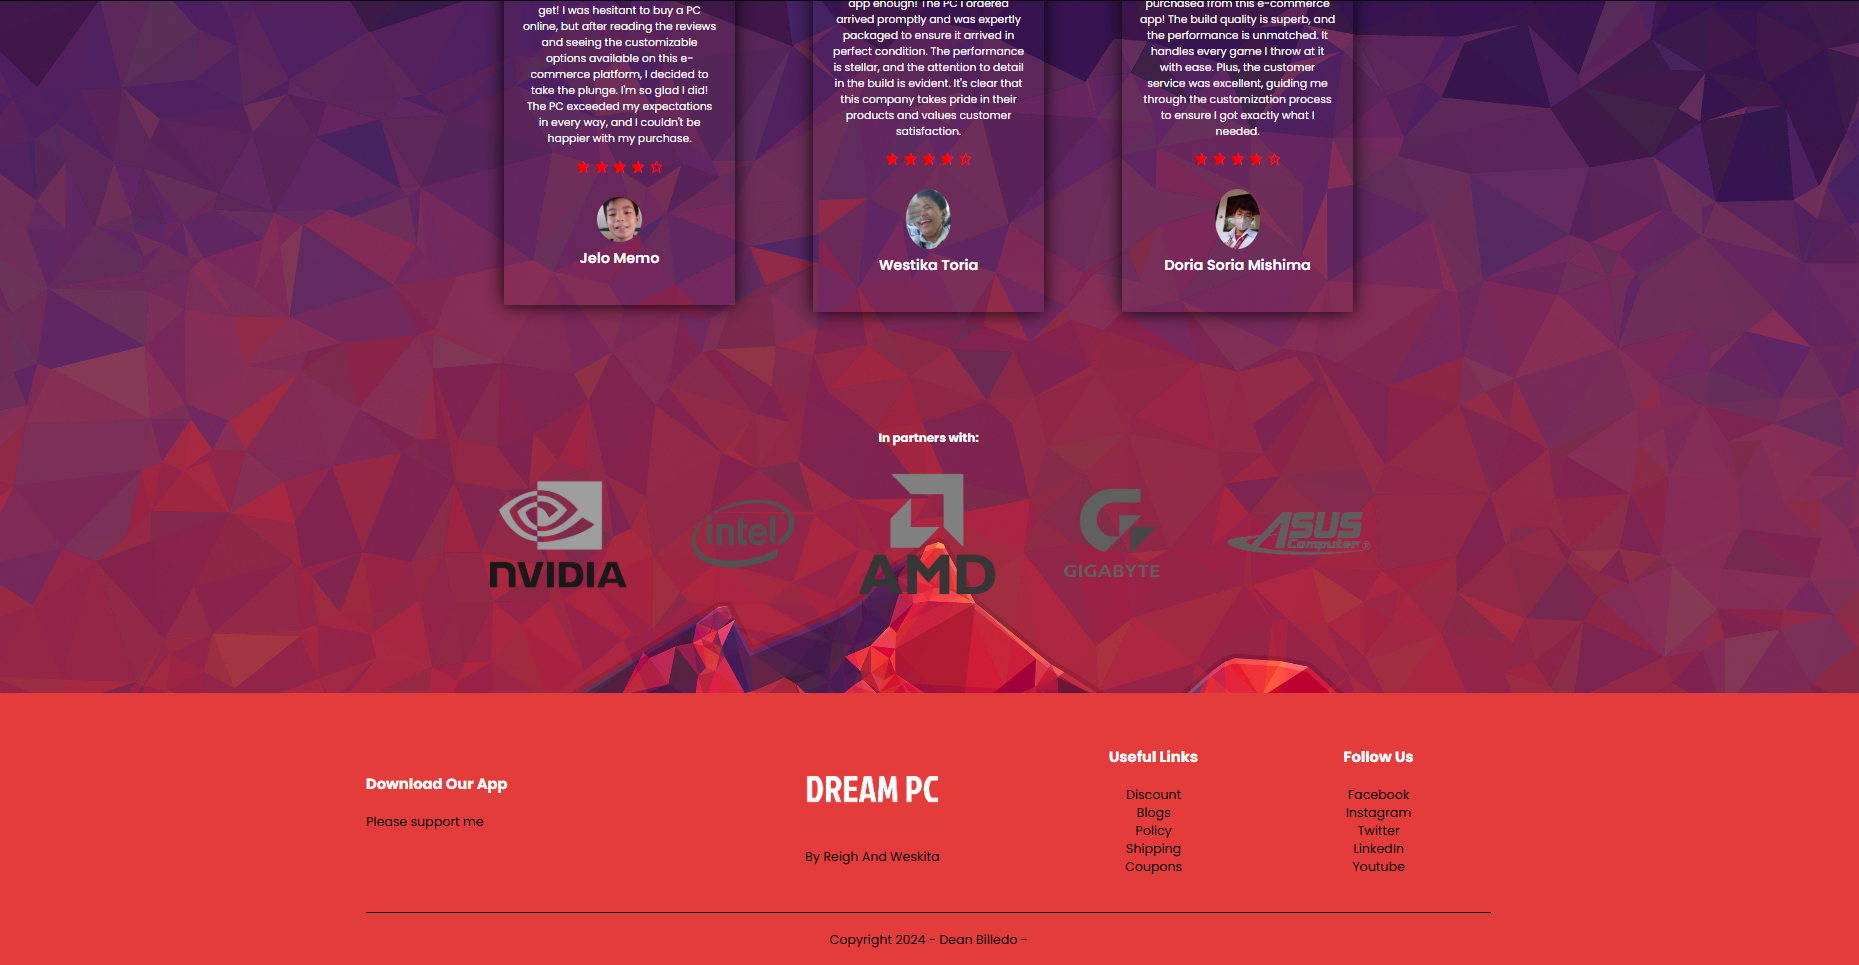 get! I was hesitant to buy a PC
online, but after reading the reviews
and seeing the customizable
options available on this e-
commerce platform, I decided to
take the plunge. I'm so glad I did!
The PC exceeded my expectations
in every way, and I couldn't be
happier with my purchase.
Jelo Memo
app enough! The PC I ordered
arrived promptly and was expertly
packaged to ensure it arrived in
perfect condition. The performance
is stellar, and the attention to detail
in the build is evident. It's clear that
this company takes pride in their
products and values customer
satisfaction.
Westika Toria
purchased from this e-commerce
app! The build quality is superb, and
the performance is unmatched. It
handles every game I throw at it
with ease. Plus, the customer
service was excellent, guiding me
through the customization process
to ensure I got exactly what I
needed.
Doria Soria Mishima
In partners with:
NVIDIA
intel
AMD
GIGABYTE
ASUS
Computer ®
Download Our App
Please support me
DREAM PC
By Reigh And Weskita
Useful Links
Discount
Blogs
Policy
Shipping
Coupons
Follow Us
Facebook
Instagram
Twitter
LinkedIn
Youtube
Copyright 2024 - Dean Billedo -